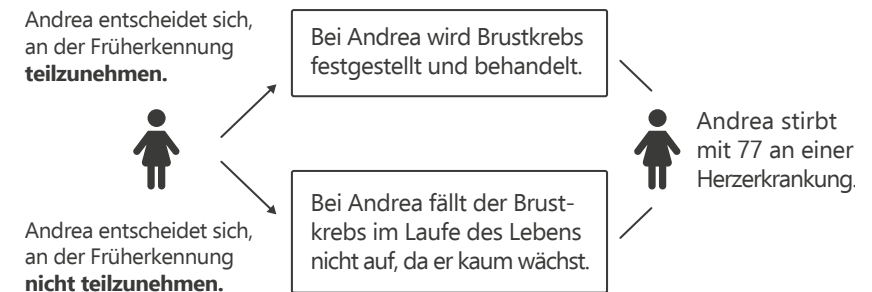 Andrea entscheidet sich,
an der Früherkennung
teilzunehmen.
Bei Andrea wird Brustkrebs
festgestellt und behandelt.
Andrea stirbt
mit 77 an einer
Herzerkrankung.
Andrea entscheidet sich,
an der Früherkennung
nicht teilzunehmen.
Bei Andrea fällt der Brust-
krebs im Laufe des Lebens
nicht auf, da er kaum wächst.